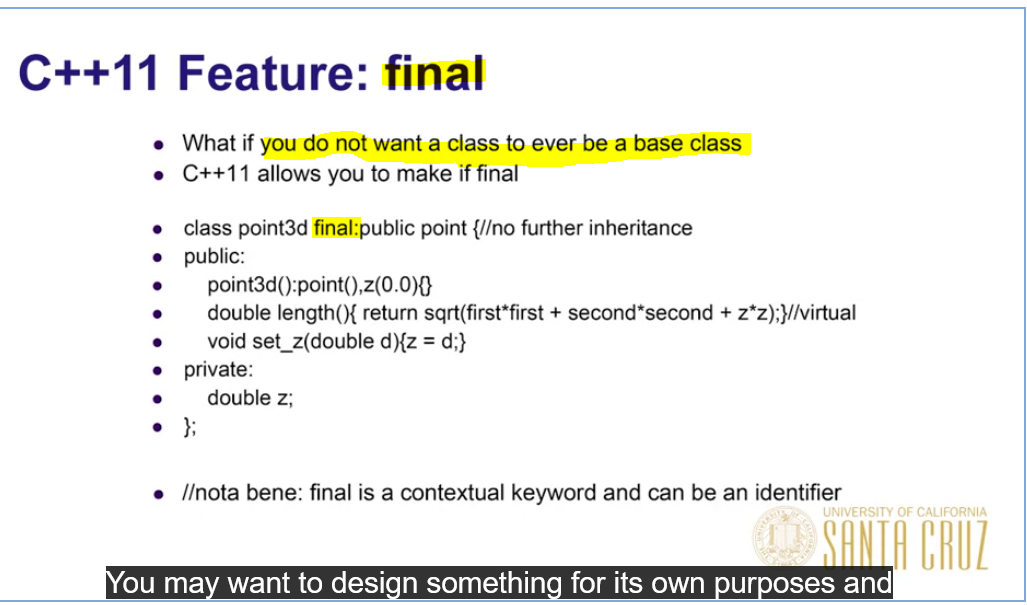 C++11 Feature: final
• What if you do not want a class to ever be a base class
• C++11 allows you to make if final
• class point3d final:public point {//no further inheritance
• public:
• point3d():point(),z(0.0){}
• double length(){ return sqrt(first*first + second*second + z*z);}//virtual
• void set_z(double d){z = d;}
• private:
• double z;
• };
• //nota bene: final is a contextual keyword and can be an identifier
UNIVERSITY OF CALIFORNIA
SANTA CRUZ
You may want to design something for its own purposes and